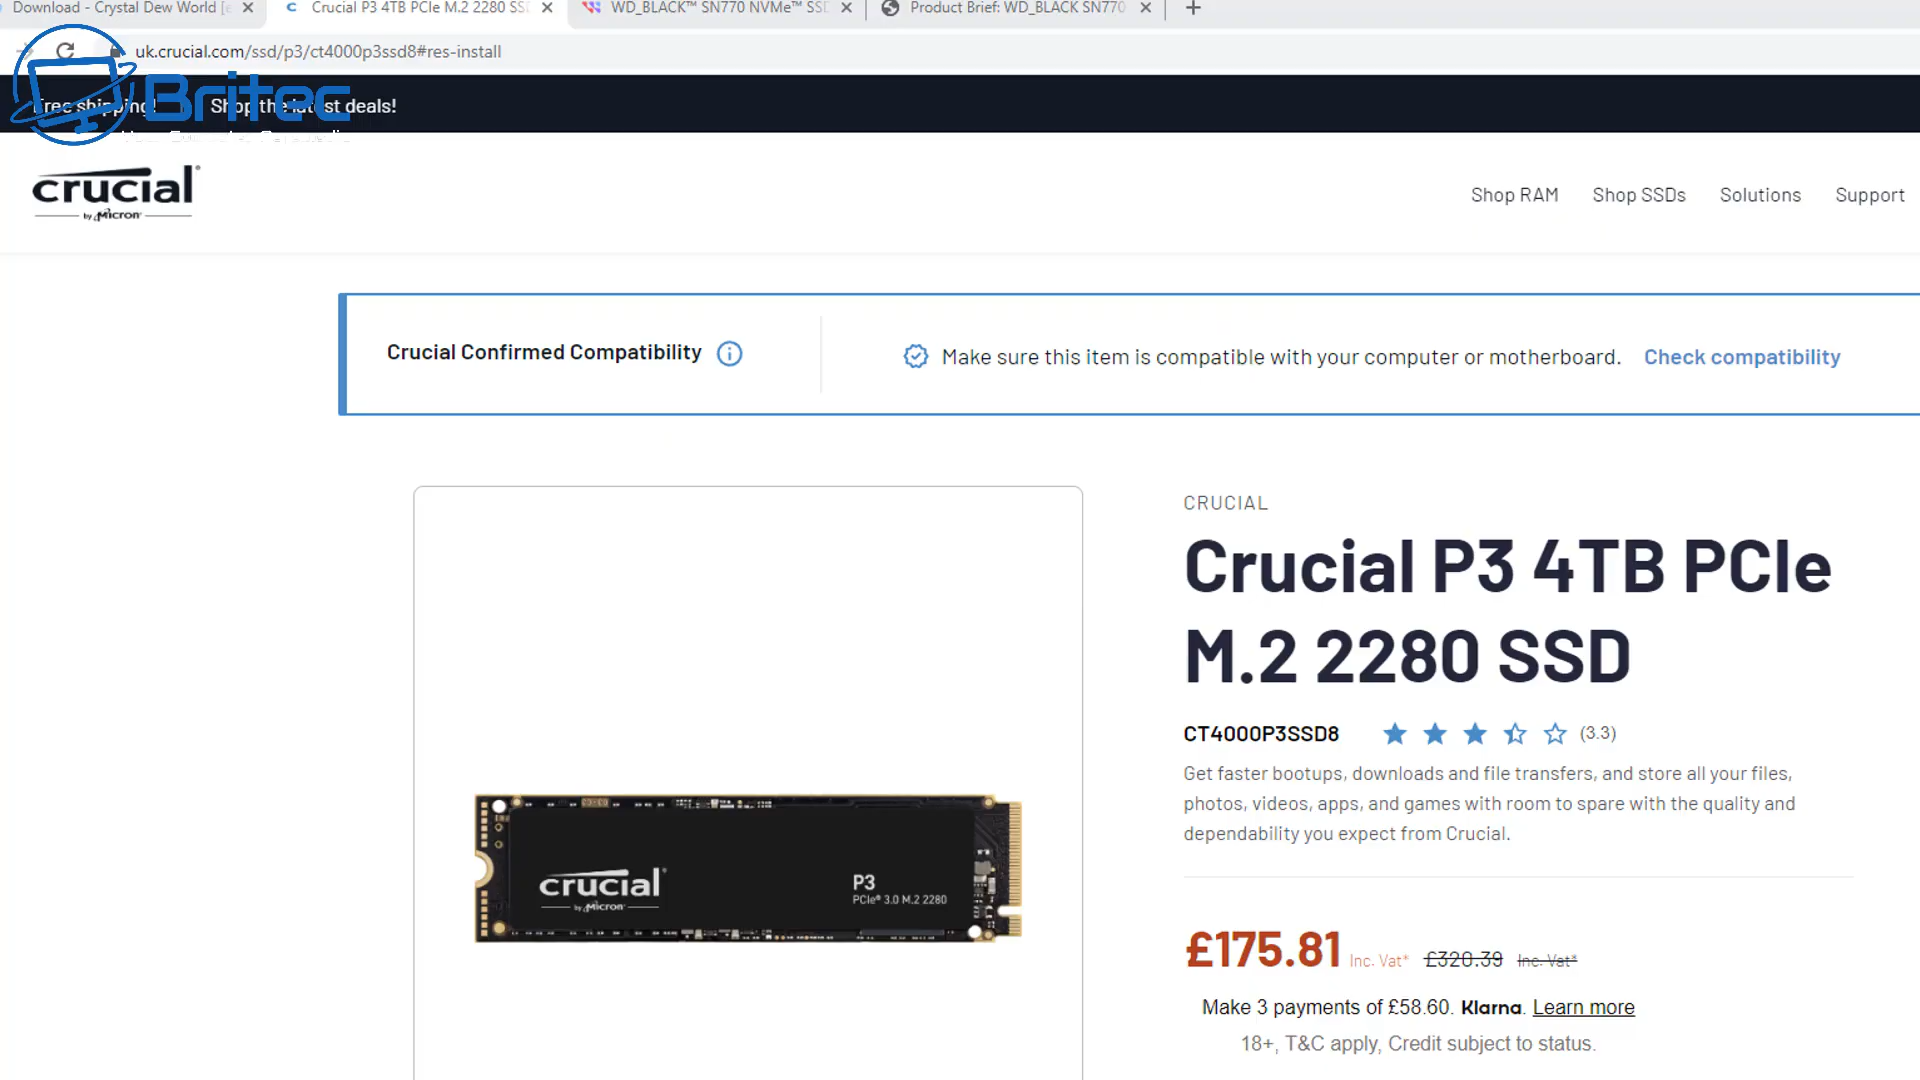 Download - Crystal Dew World [e
Crucial P3 4TB PCIe M.2 2280 SS
WD_BLACK™ SN770 NVMe™ SSD
Product Brief: WD_BLACK SN770
uk.crucial.com/ssd/p3/ct4000p3ssd8#res-install
Britec
Free shipping!
Shop the latest deals!
crucial
by Micron
Shop RAM
Shop SSDs
Solutions
Support
Crucial Confirmed Compatibility
Make sure this item is compatible with your computer or motherboard.
Check compatibility
CRUCIAL
Crucial P3 4TB PCIe
M.2 2280 SSD
CT4000P3SSD8
(3.3)
Get faster bootups, downloads and file transfers, and store all your files,
photos, videos, apps, and games with room to spare with the quality and
dependability you expect from Crucial.
crucial
by Micron
P3
PCIe® 3.0 M.2 2280
£175.81 Inc. Vat* £320.39 Inc. Vat*
Make 3 payments of £58.60. Klarna. Learn more
18+, T&C apply, Credit subject to status.